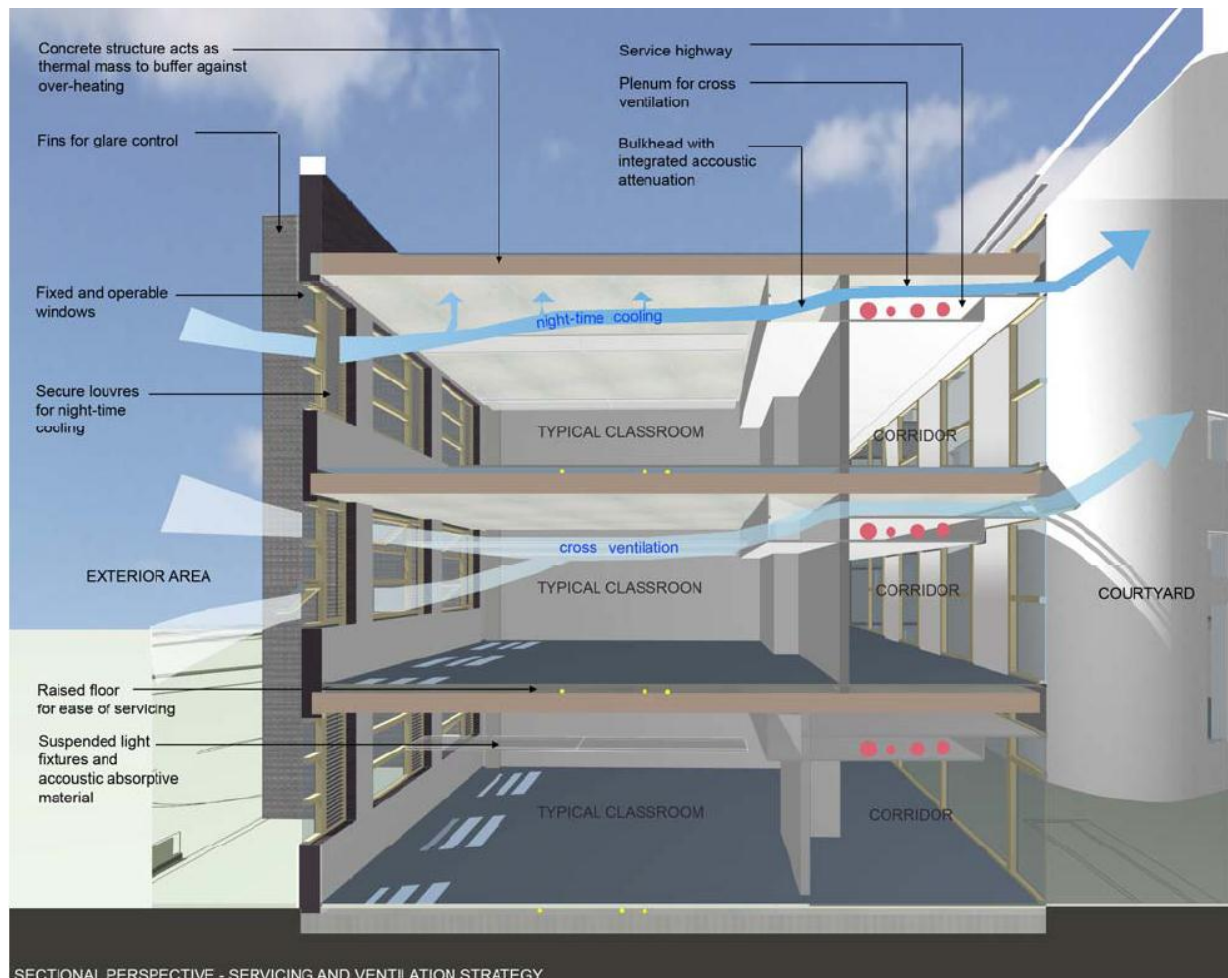 Concrete structure acts as
thermal mass to buffer against
over-heating
Fins for glare control
Fixed and operable
windows
Secure louvres
for night-time
cooling
Service highway
Plenum for cross
ventilation
Bulkhead with
integrated accoustic
attenuation
night-time cooling
TYPICAL CLASSROOM
CORRIDOR
cross ventilation
EXTERIOR AREA
TYPICAL CLASSROON
CORRIDOR
COURTYARD
Raised floor
for ease of servicing
Suspended light
fixtures and
accoustic absorptive
material
TYPICAL CLASSROOM
CORRIDOR
SECTIONAL PERSPECTIVE - SERVICING AND VENTILATION STRATEGY